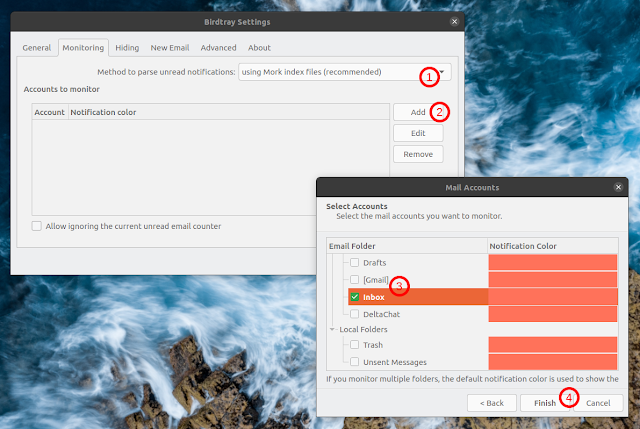 Birdtray Settings
General Monitoring Hiding New Email Advanced About
Method to parse unread notifications: using Mork index files (recommended) 1
Accounts to monitor
Account Notification color
Add 2
Edit
Remove
Allow ignoring the current unread email counter
Mail Accounts
Select Accounts
Select the mail accounts you want to monitor.
Email Folder Notification Color
Drafts
[Gmail] 3
Inbox
DeltaChat
Local Folders
Trash
Unsent Messages
If you monitor multiple folders, the default notification color is used to show the
< Back Finish 4 Cancel